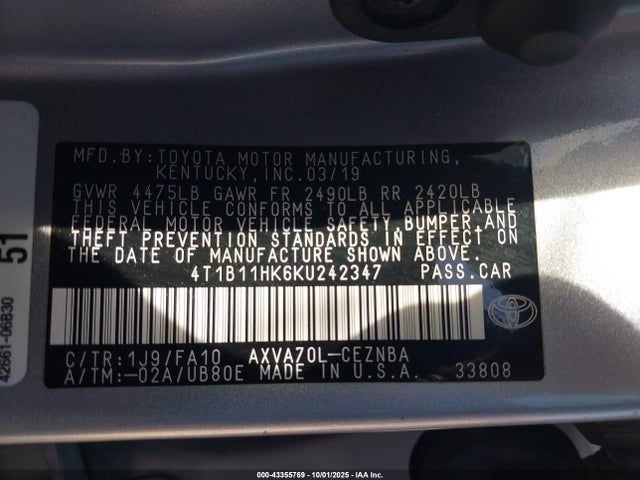 MFD.BY:TOYOTA MOTOR MANUFACTURING,
KENTUCKY, INC.03/19
GVWR 4475LB GAWR FR 2490LB RR 2420LB
THIS VEHICLE CONFORMS TO ALL APPLICABLE
FEDERAL MOTOR VEHICLE SAFETY,BUMPER,AND
THEFT PREVENTION STANDARDS IN EFFECT ON
THE DATE OF MANUFACTURE SHOWN ABOVE.
4T1B11HK6KU242347 PASS.CAR
C/TR:1J9/FA10 AXVA70L-CEZNBA
A/TM:-02A/UB80E MADE IN U.S.A. 33808
TOYOTA
51
42661-06B30
000-43355769 - 10/01/2025 - IAA Inc.